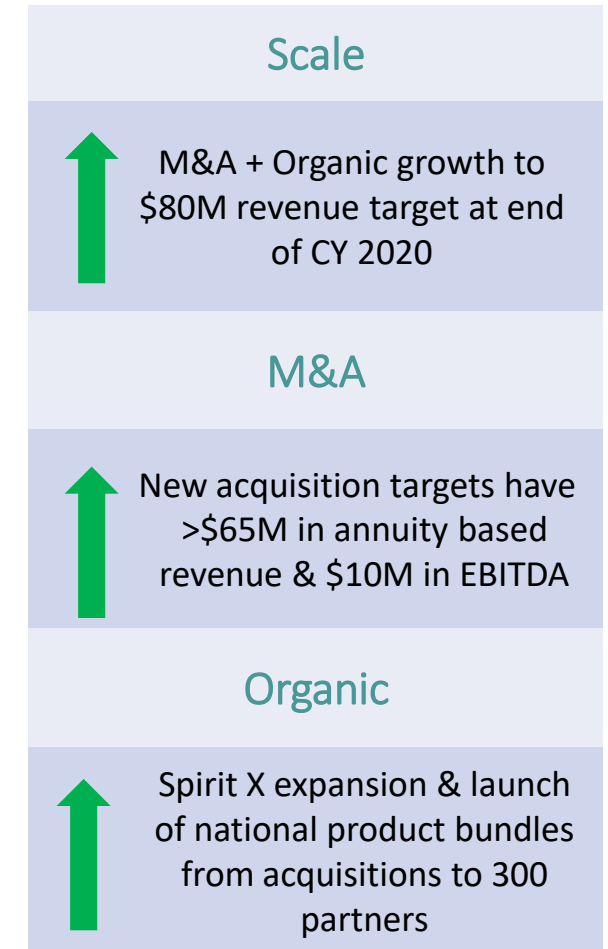 Scale
M&A + Organic growth to
$80M revenue target at end
of CY 2020
M&A
New acquisition targets have
>$65M in annuity based
revenue & $10M in EBITDA
Organic
Spirit X expansion & launch
of national product bundles
from acquisitions to 300
partners